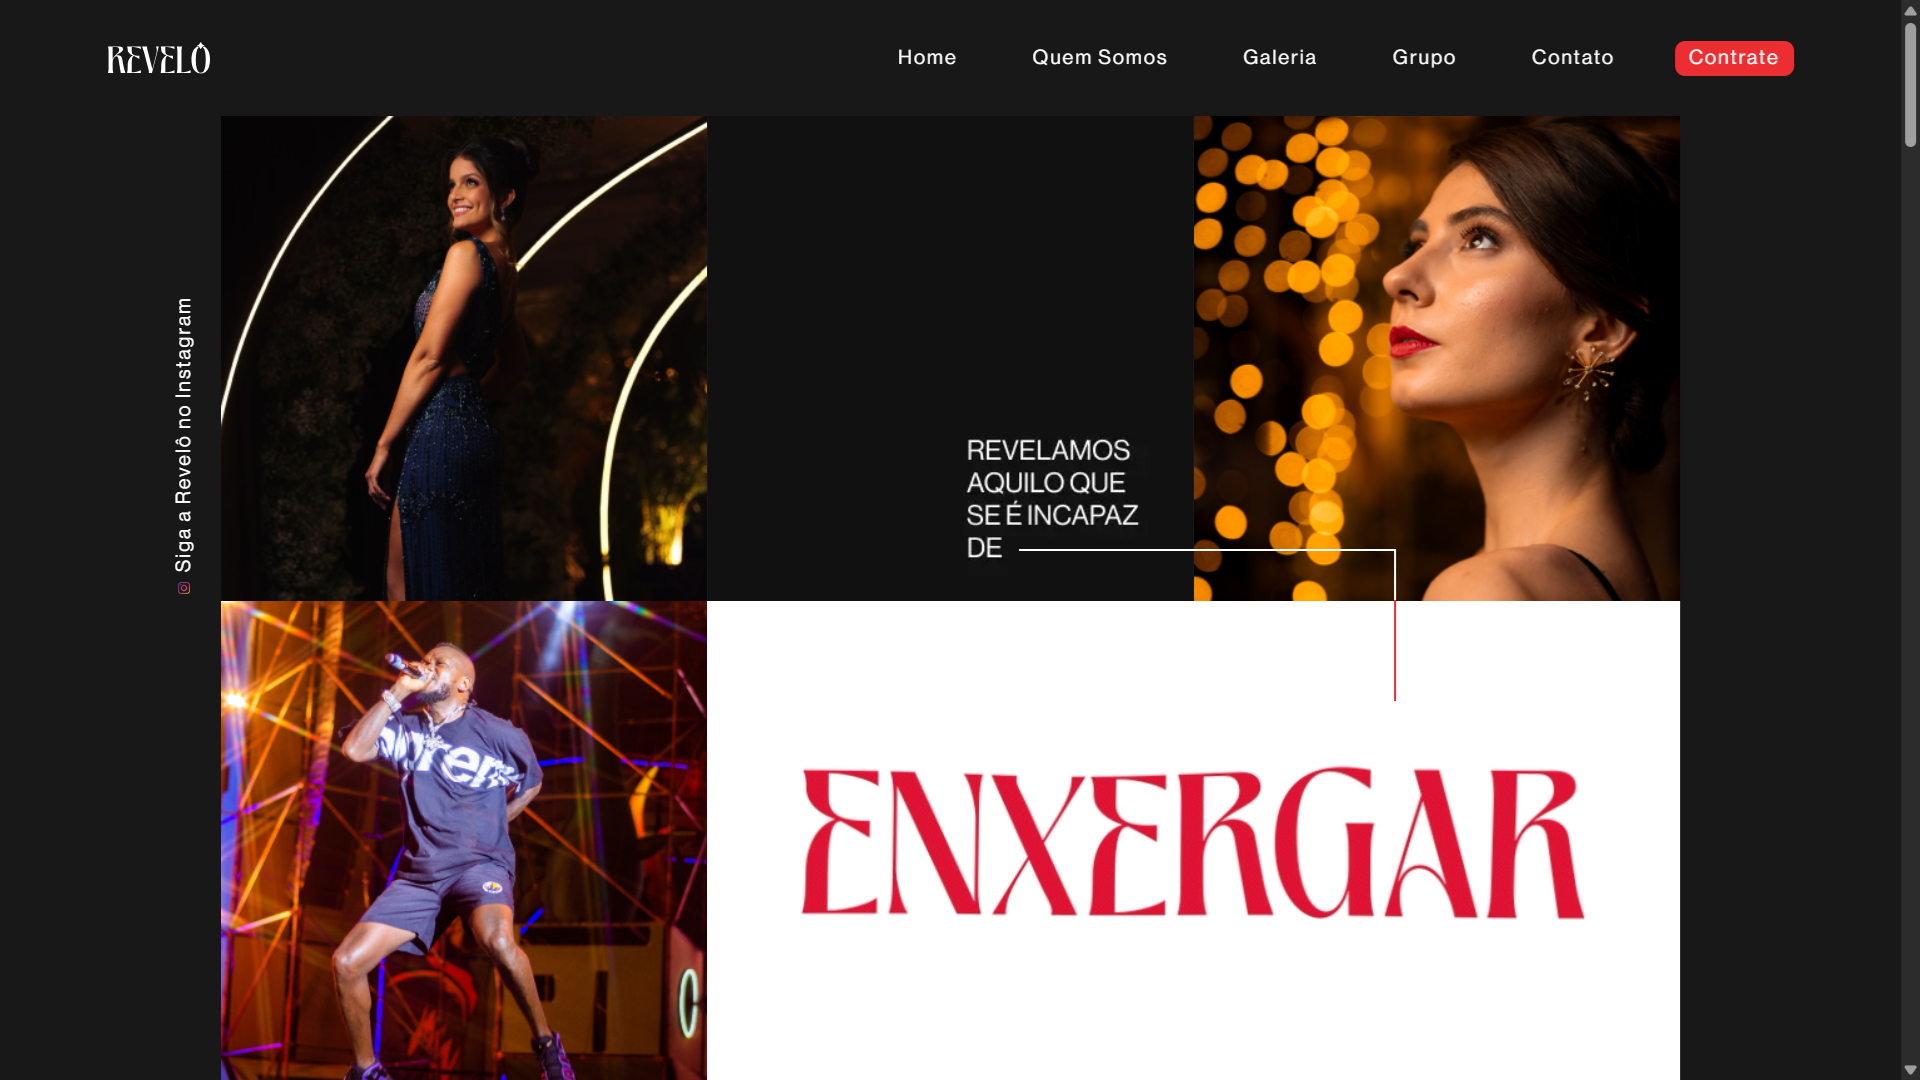 REVELÔ
Home
Quem Somos
Galeria
Grupo
Contato
Contrate
Siga a Revelô no Instagram
REVELAMOS
AQUILO QUE
SE É INCAPAZ
DE
ENXERGAR